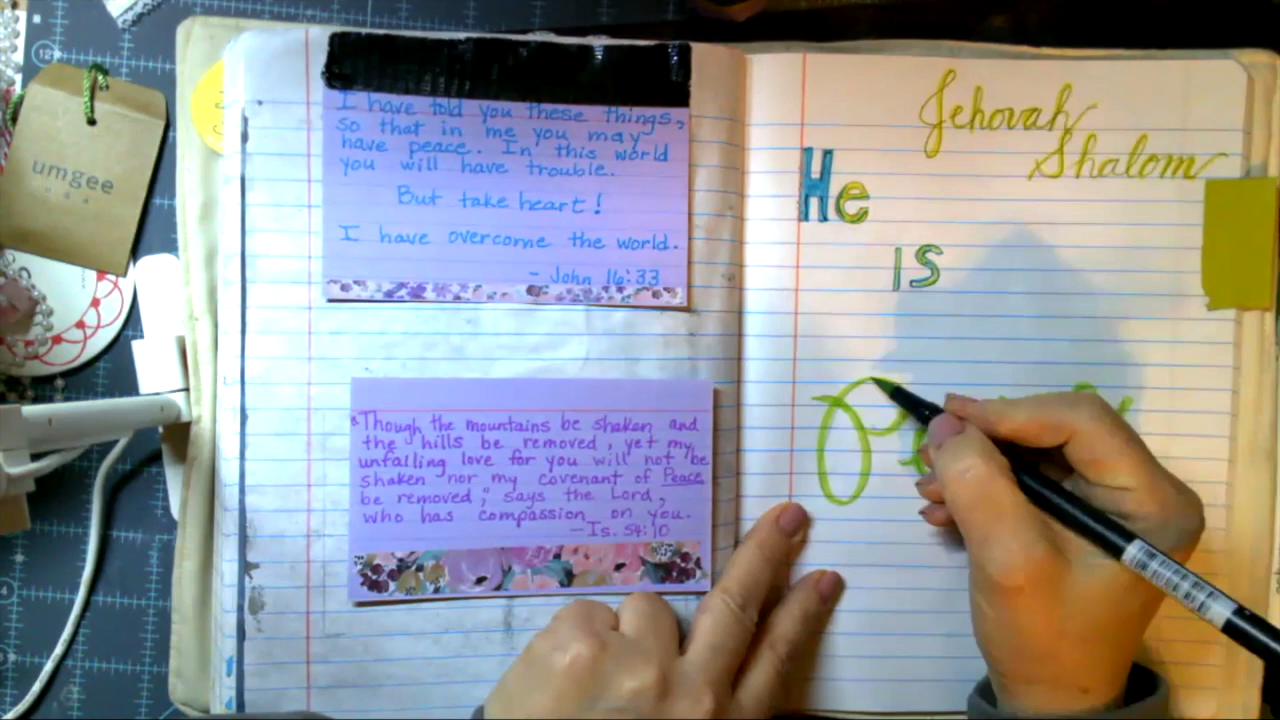 umgee
I have told you these things,
so that in me you may
have peace. In this world
you will have trouble.
But take heart!
I have overcome the world.
- John 16:33
"Though the mountains be shaken and
the hills be removed, yet my
unfailing love for you will not be
shaken nor my covenant of Peace
be removed," says the Lord,
who has compassion on you.
-Is. 54:10
Jehovah
Shalom
He
is